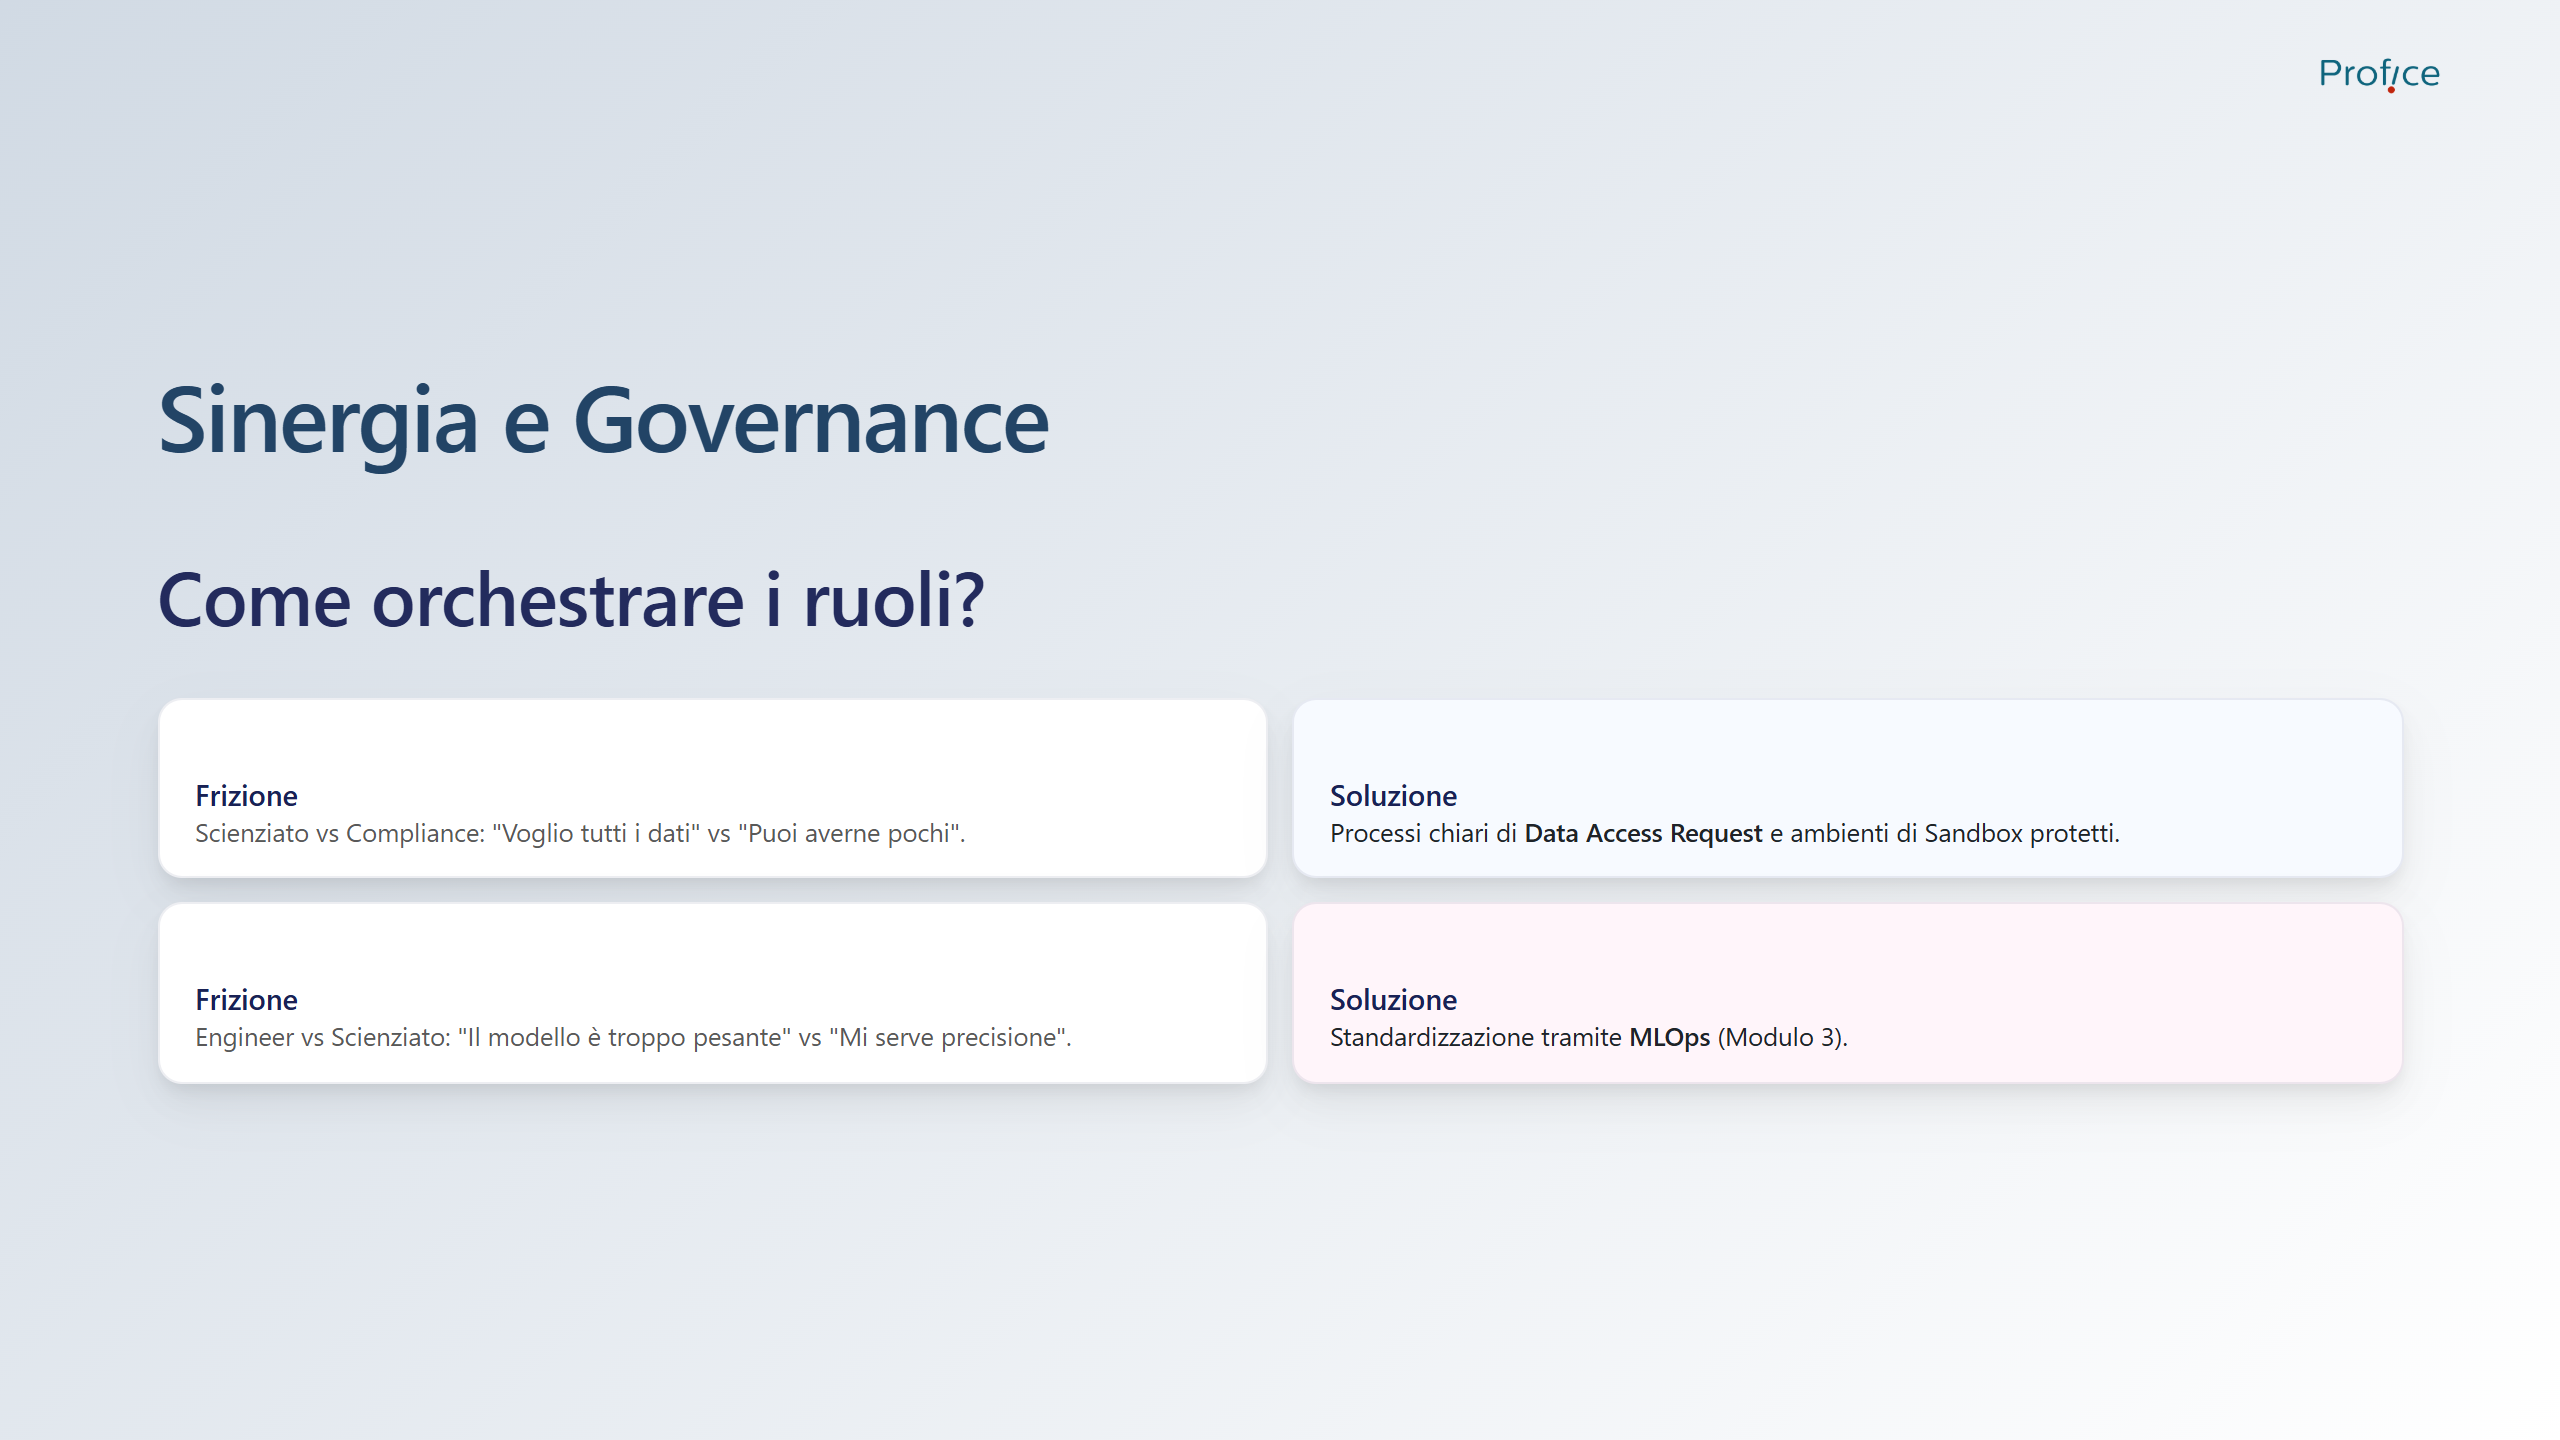 Profice
Sinergia e Governance
Come orchestrare i ruoli?
Frizione
Scienziato vs Compliance: "Voglio tutti i dati" vs "Puoi averne pochi".
Soluzione
Processi chiari di Data Access Request e ambienti di Sandbox protetti.
Frizione
Engineer vs Scienziato: "Il modello è troppo pesante" vs "Mi serve precisione".
Soluzione
Standardizzazione tramite MLOps (Modulo 3).